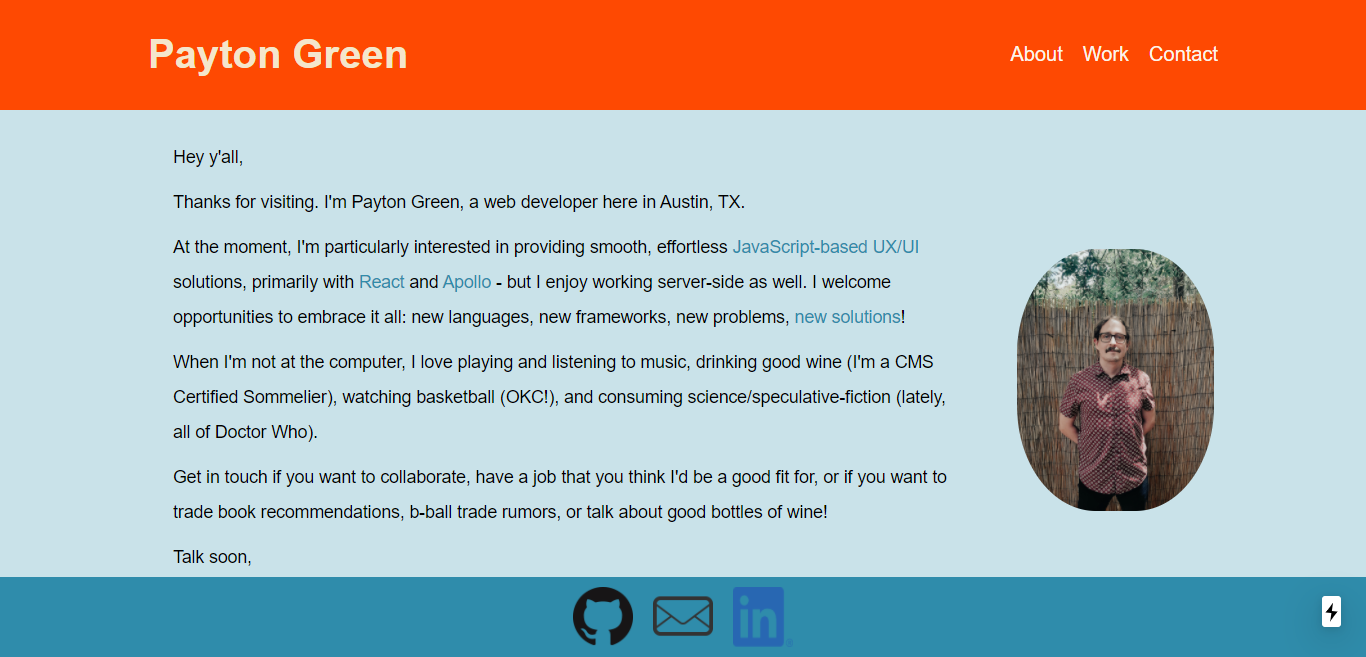 Payton Green
About Work Contact
Hey y'all,
Thanks for visiting. I'm Payton Green, a web developer here in Austin, TX.
At the moment, I'm particularly interested in providing smooth, effortless JavaScript-based UX/UI
solutions, primarily with React and Apollo - but I enjoy working server-side as well. I welcome
opportunities to embrace it all: new languages, new frameworks, new problems, new solutions!
When I'm not at the computer, I love playing and listening to music, drinking good wine (I'm a CMS
Certified Sommelier), watching basketball (OKC!), and consuming science/speculative-fiction (lately,
all of Doctor Who).
Get in touch if you want to collaborate, have a job that you think I'd be a good fit for, or if you want to
trade book recommendations, b-ball trade rumors, or talk about good bottles of wine!
Talk soon,
in